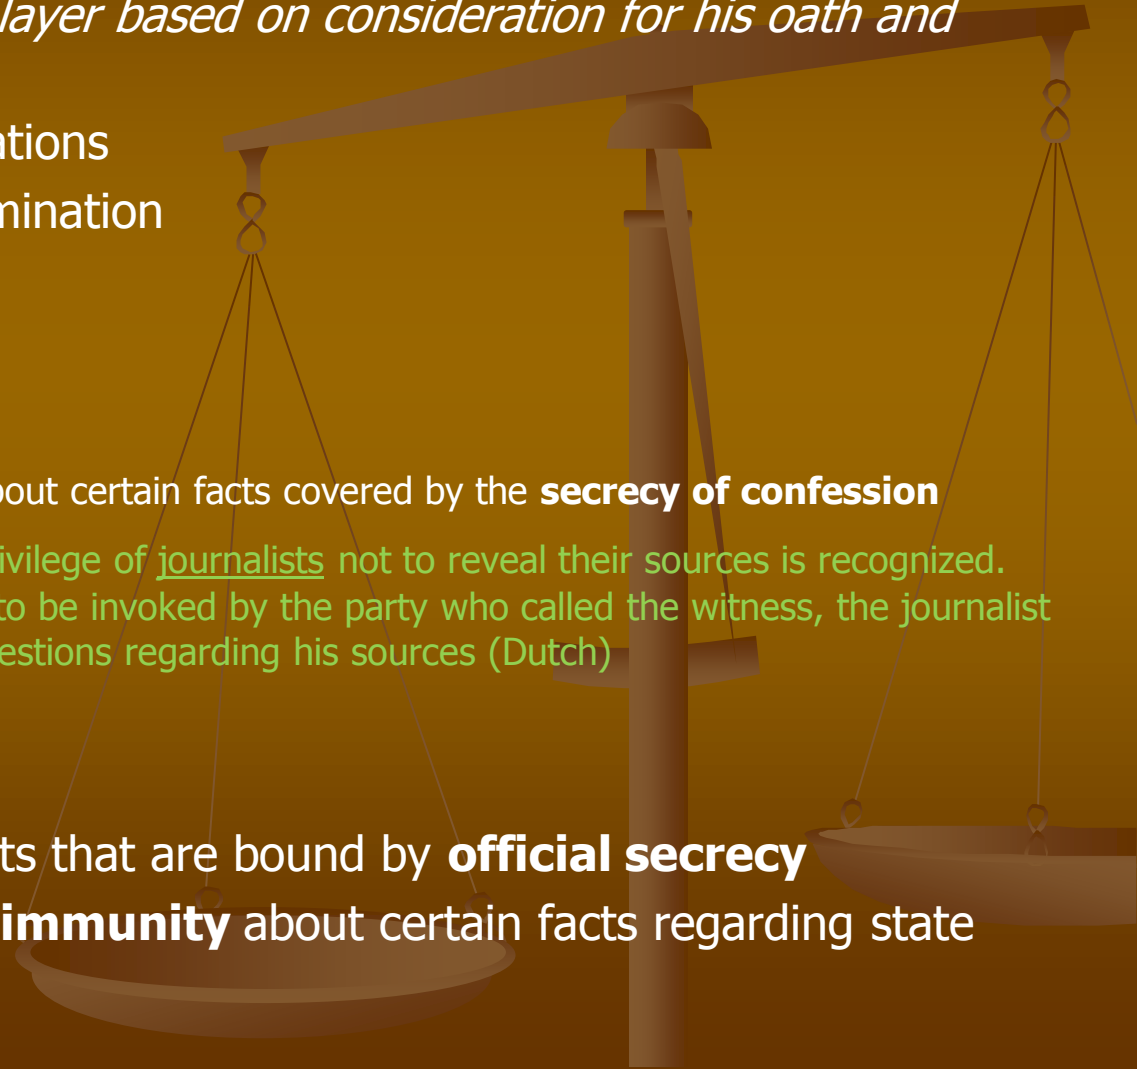 layer based on consideration for his oath and
ations
mination
bout certain facts covered by the secrecy of confession
ivilege of journalists not to reveal their sources is recognized.
to be invoked by the party who called the witness, the journalist
estions regarding his sources (Dutch)
ts that are bound by official secrecy
immunity about certain facts regarding state